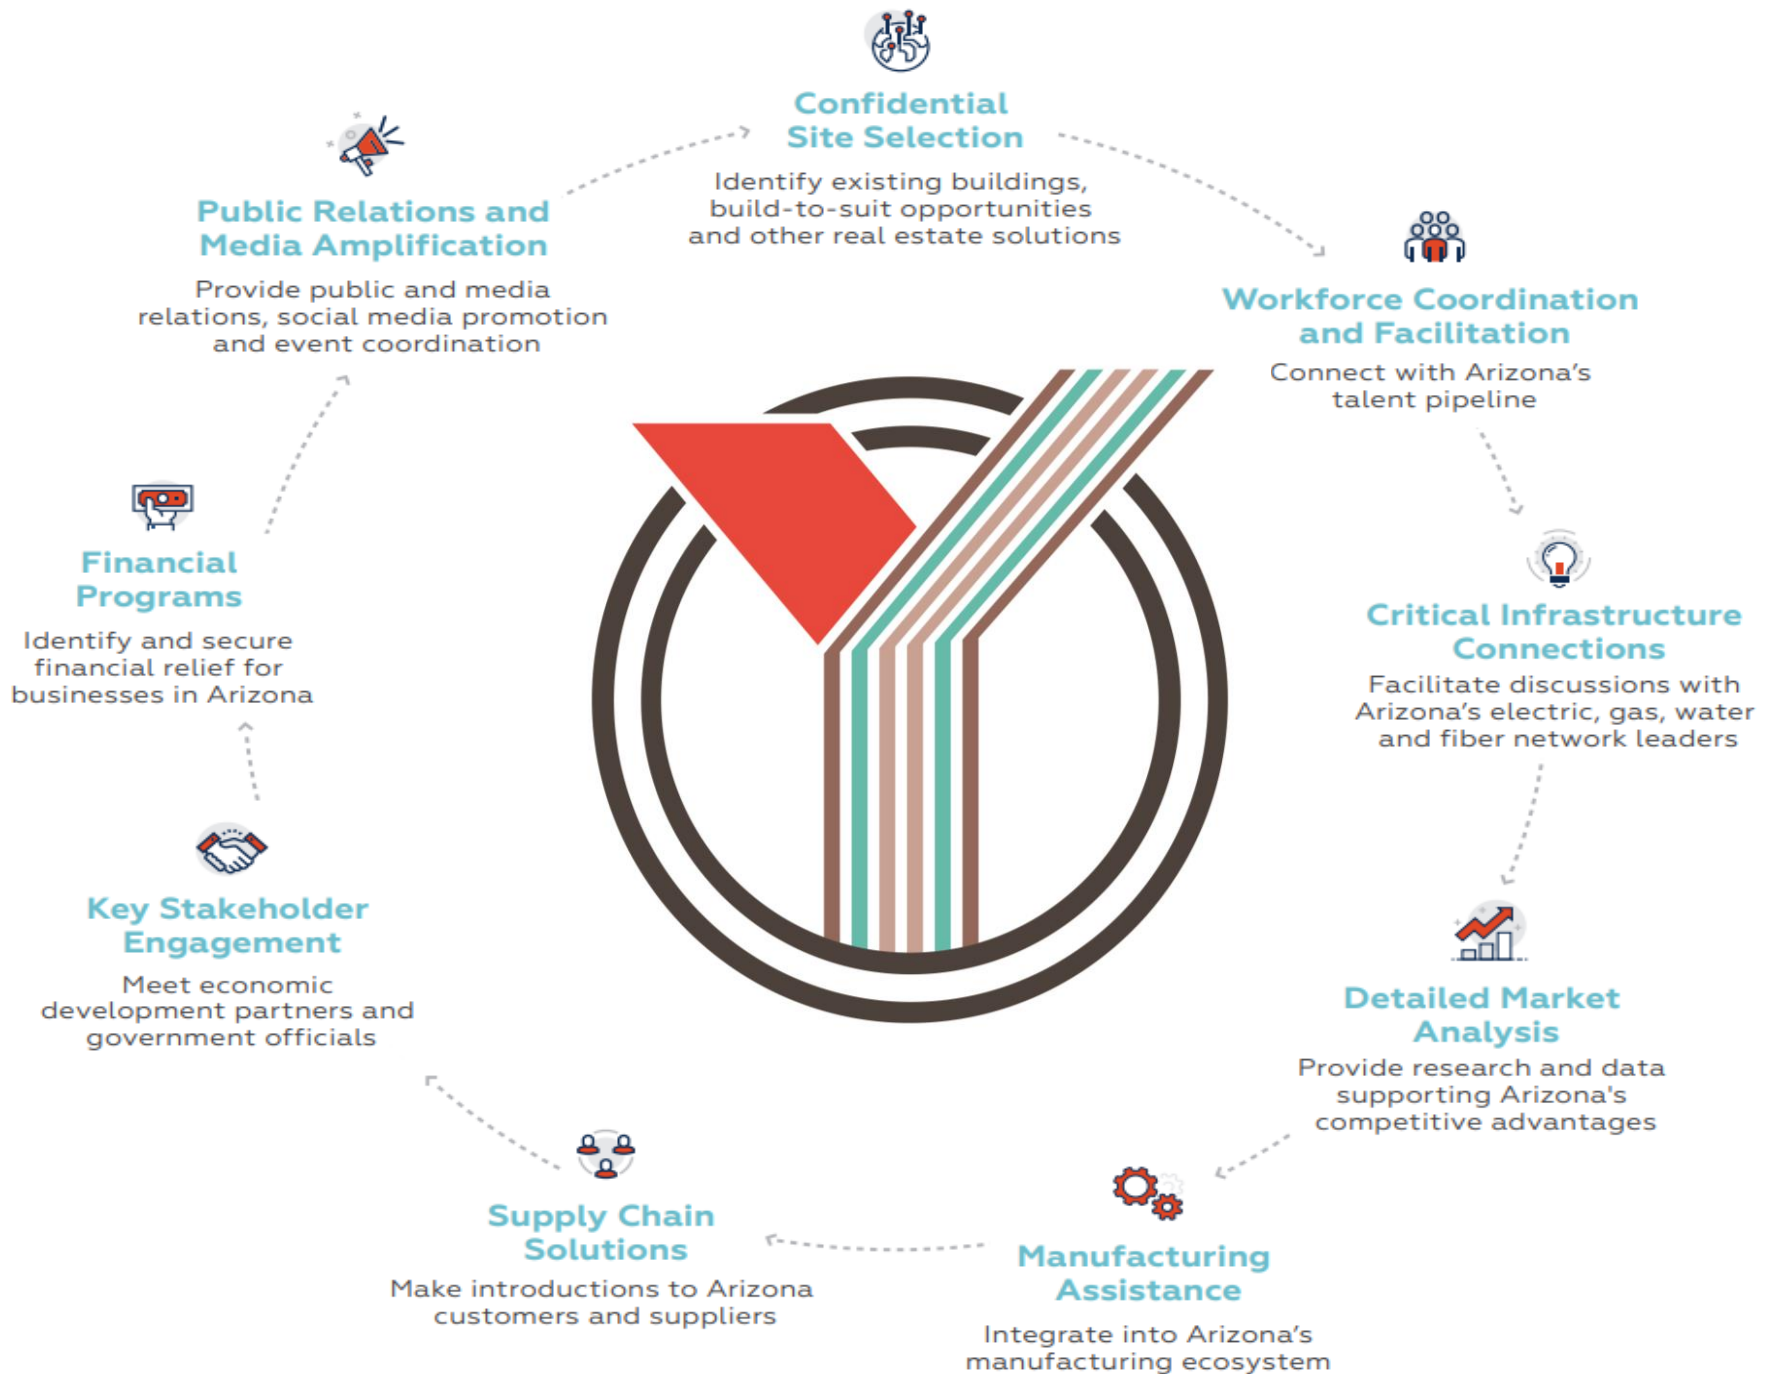 Confidential
Site Selection
Identify existing buildings,
build-to-suit opportunities
and other real estate solutions
Workforce Coordination
and Facilitation
Connect with Arizona’s
talent pipeline
Critical Infrastructure
Connections
Facilitate discussions with
Arizona’s electric, gas, water
and fiber network leaders
Detailed Market
Analysis
Provide research and data
supporting Arizona's
competitive advantages
Manufacturing
Assistance
Integrate into Arizona’s
manufacturing ecosystem
Supply Chain
Solutions
Make introductions to Arizona
customers and suppliers
Key Stakeholder
Engagement
Meet economic
development partners and
government officials
Financial
Programs
Identify and secure
financial relief for
businesses in Arizona
Public Relations and
Media Amplification
Provide public and media
relations, social media promotion
and event coordination